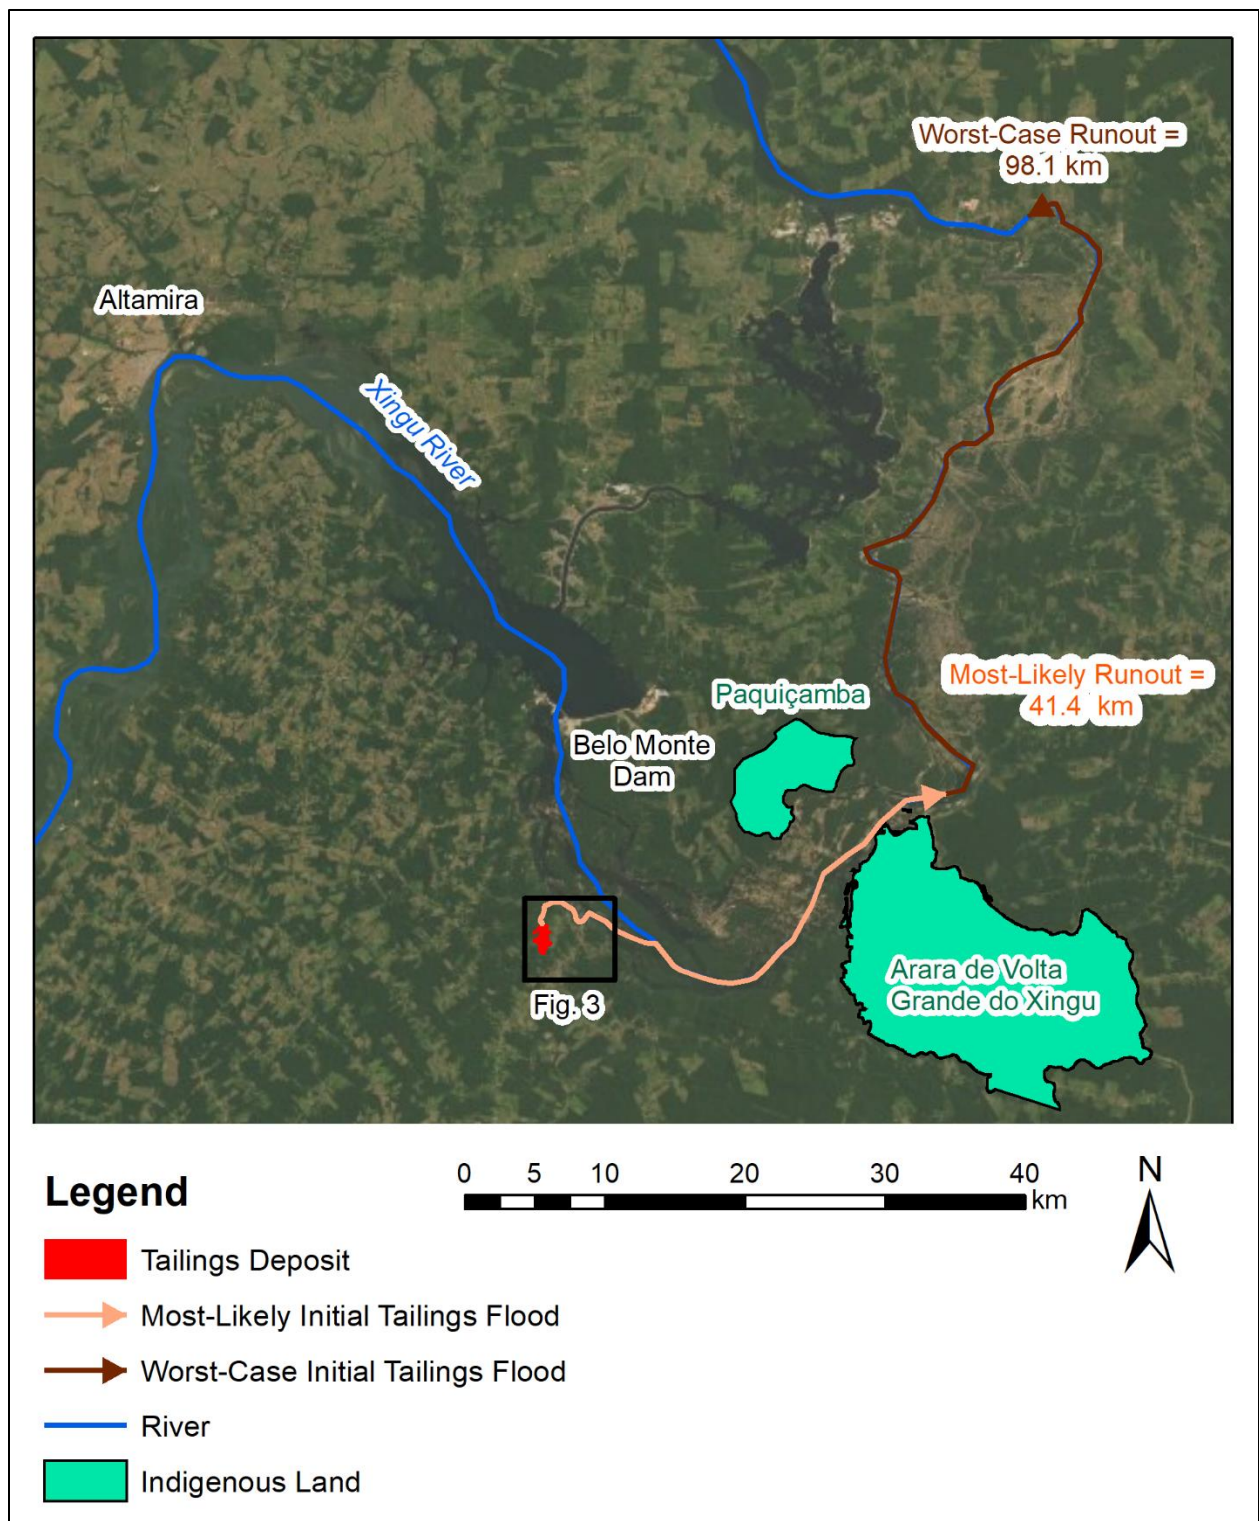 Worst-Case Runout =
98.1 km
Altamira
Xingu River
Most-Likely Runout =
41.4 km
Paquiçamba
Belo Monte
Dam
Arara de Volta
Grande do Xingu
Fig. 3
Legend
0 5 10 20 30 40
km
N
Tailings Deposit
Most-Likely Initial Tailings Flood
Worst-Case Initial Tailings Flood
River
Indigenous Land